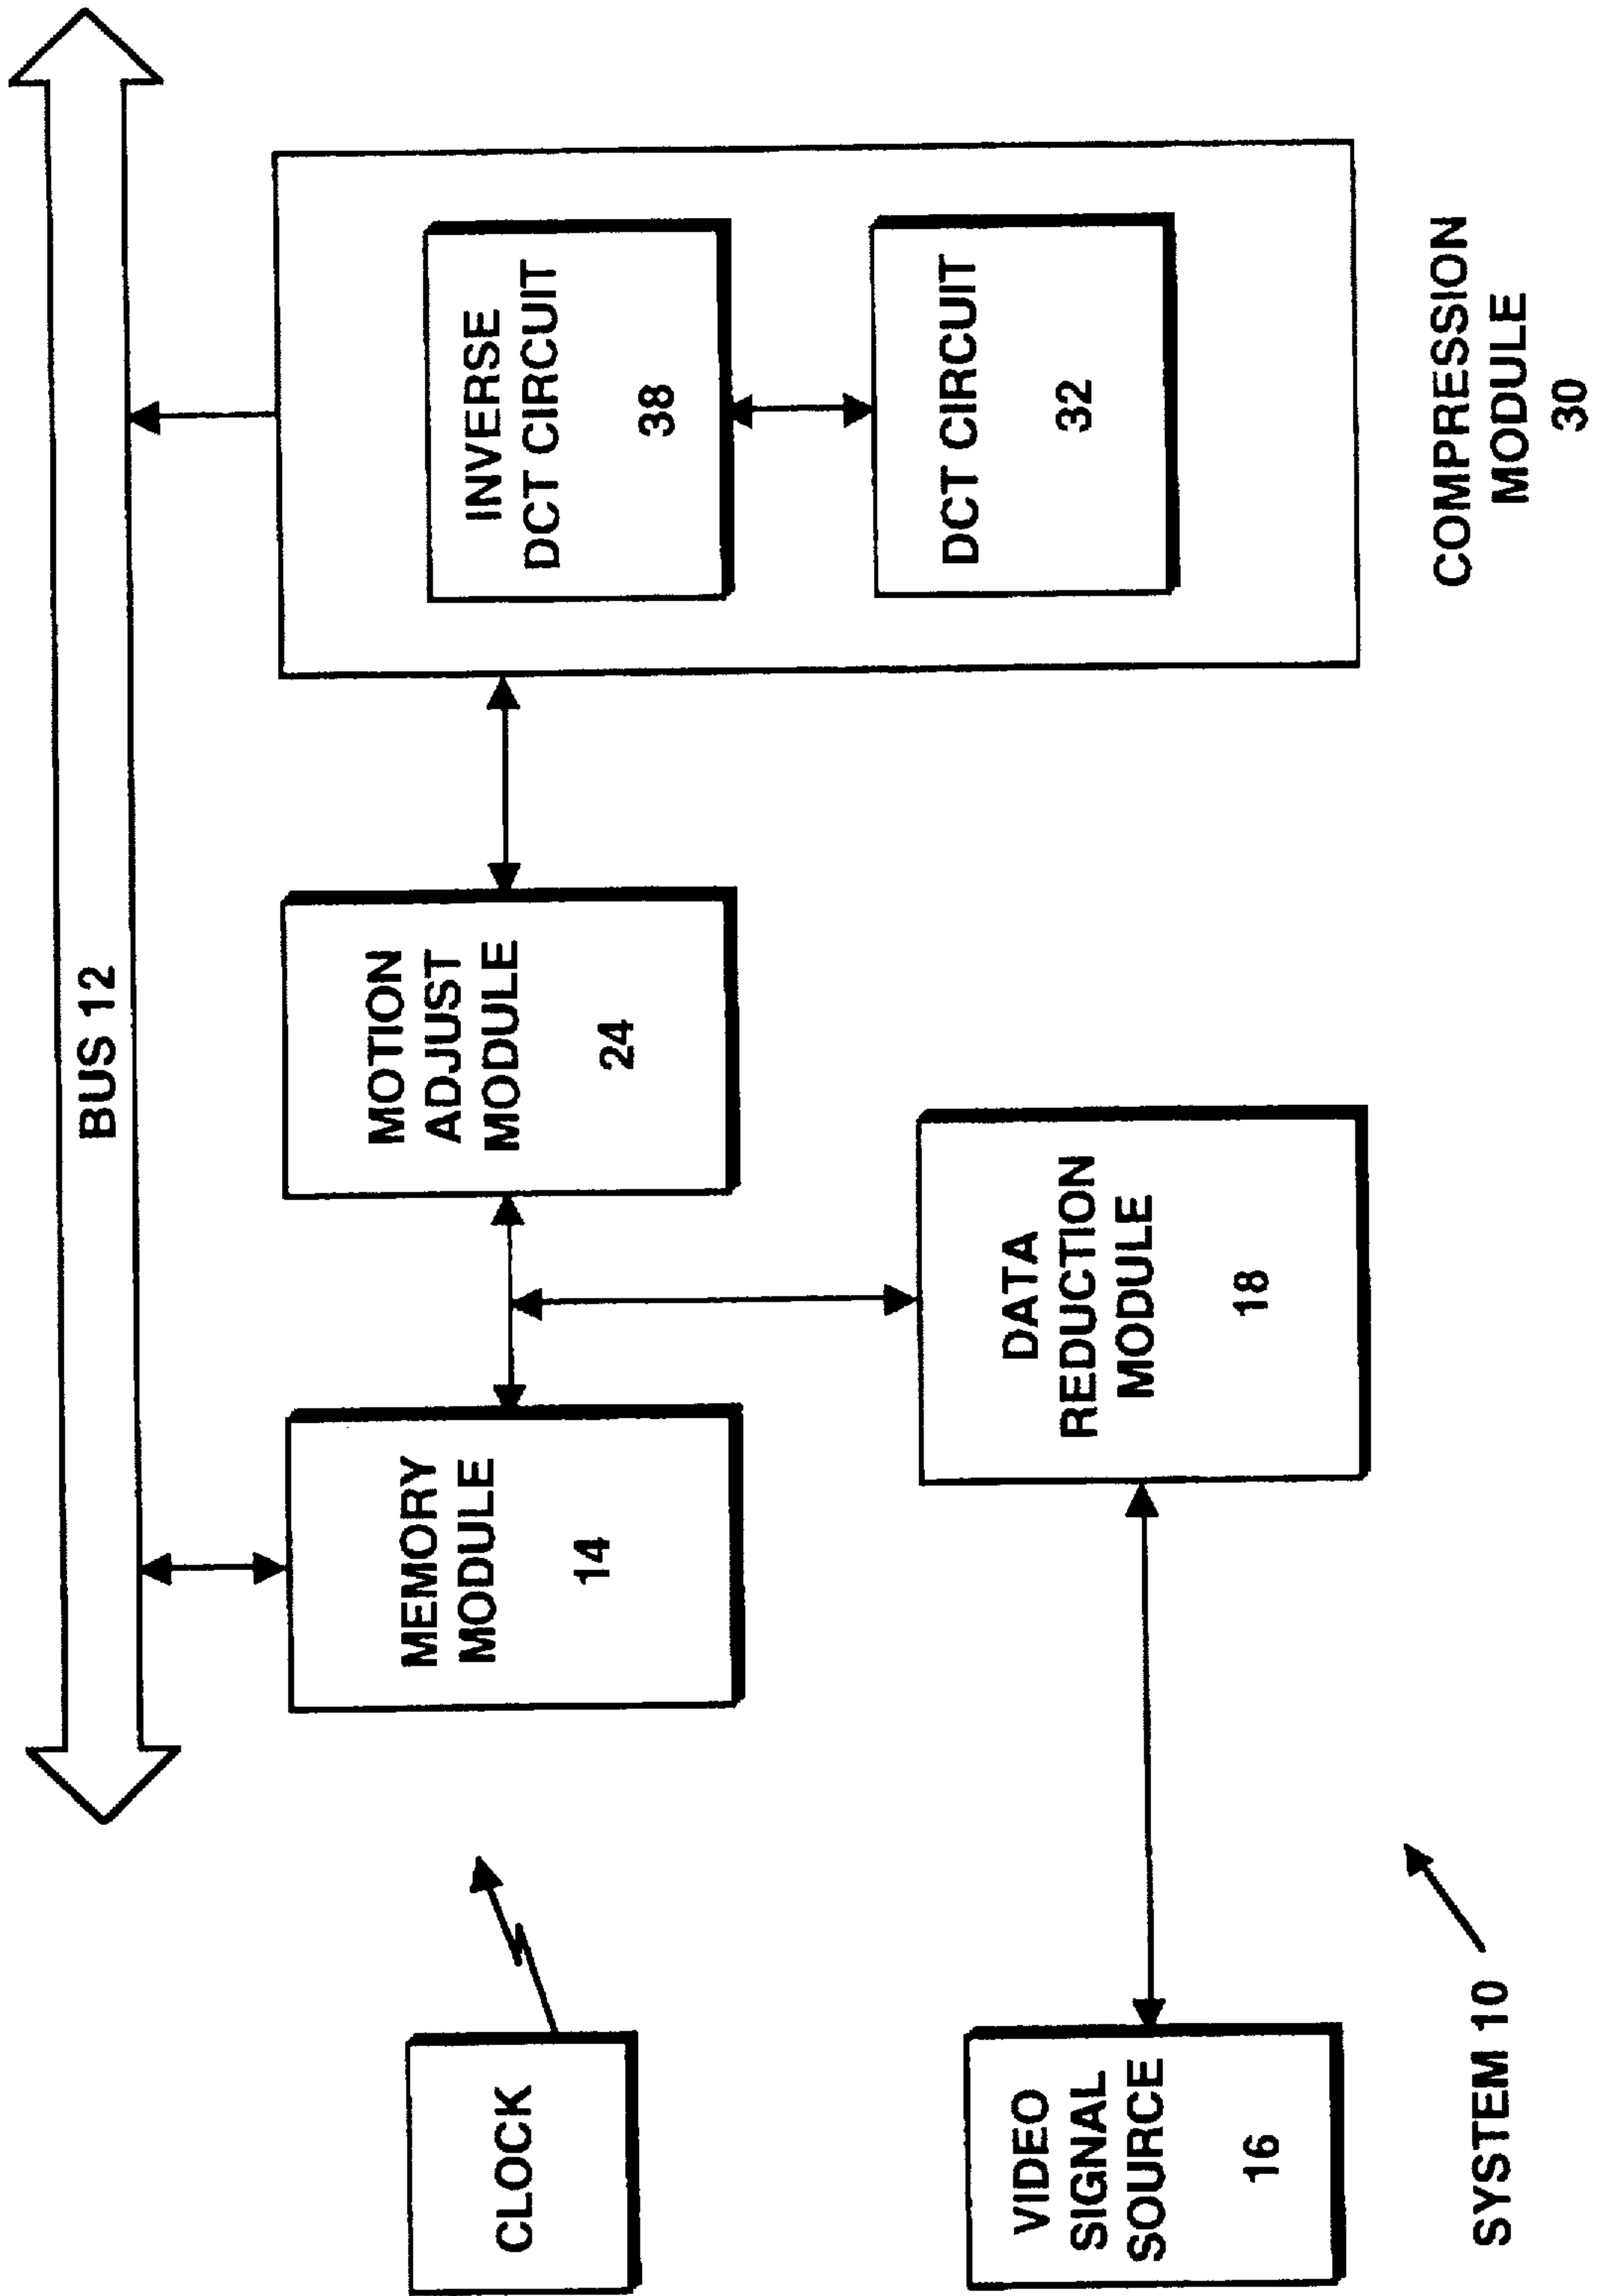 BUS 12
MEMORY
MODULE
14
MOTION
ADJUST
MODULE
24
INVERSE
DCT CIRCUIT
38
DCT CIRCUIT
32
COMPRESSION
MODULE
30
CLOCK
DATA
REDUCTION
MODULE
18
VIDEO
SIGNAL
SOURCE
16
SYSTEM 10